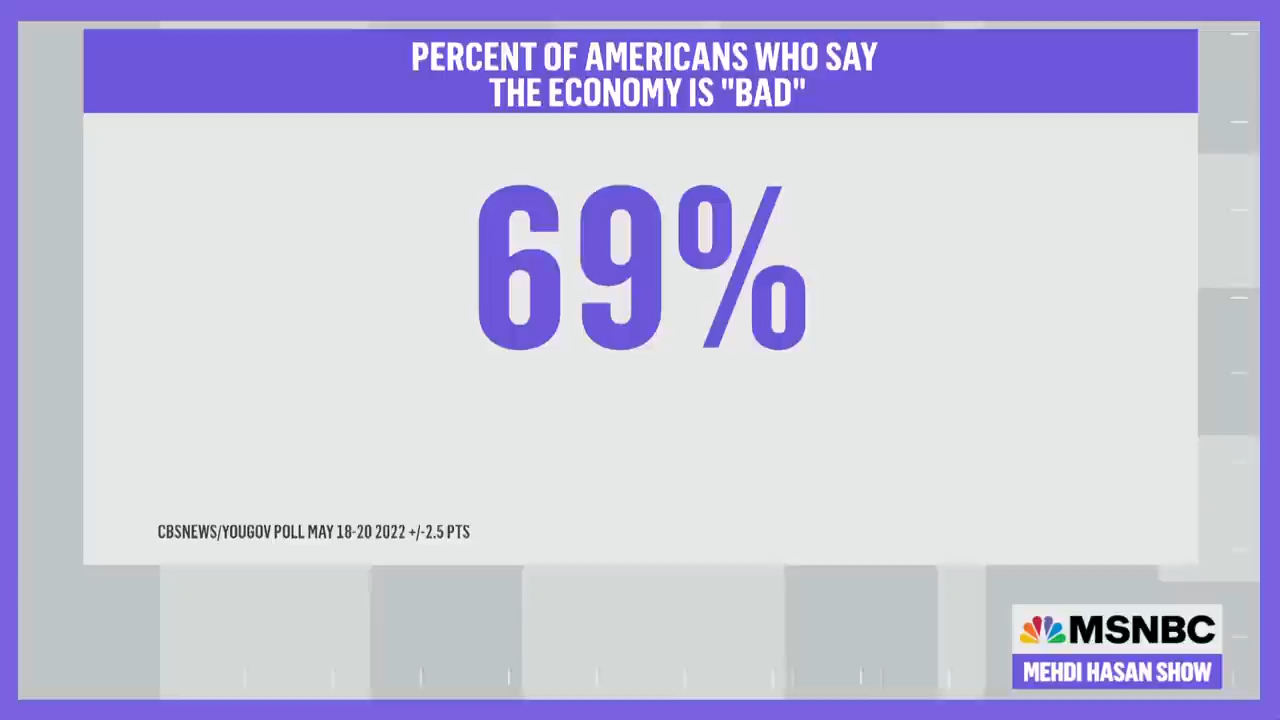 PERCENT OF AMERICANS WHO SAY
THE ECONOMY IS "BAD"
69%
CBSNEWS/YOUGOV POLL MAY 18-20 2022 +/-2.5 PTS
MSNBC
MEHDI HASAN SHOW